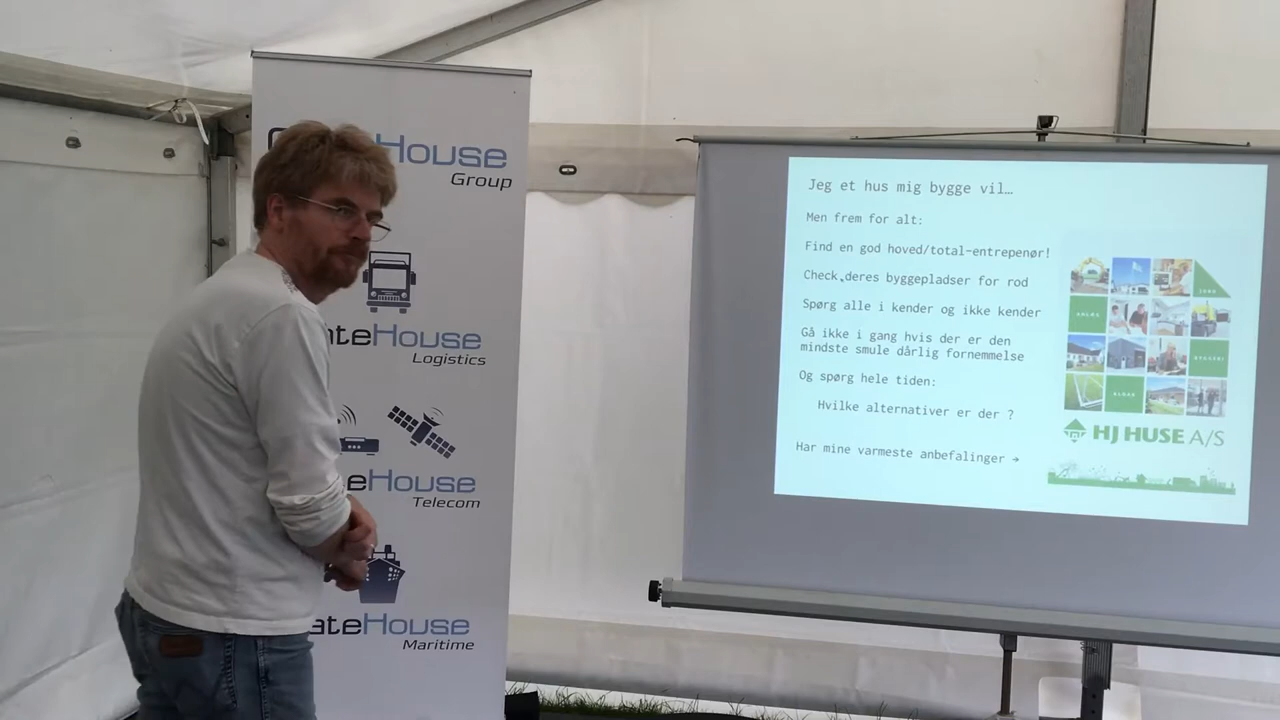 House
Group
teHouse
Logistics
eHouse
Telecom
ateHouse
Maritime
Jeg et hus mig bygge vil…
Men frem for alt:
Find en god hoved/total-entrepenør!
Check deres byggepladser for rod
Spørg alle i kender og ikke kender
Gå ikke i gang hvis der er den
mindste smule dårlig fornemmelse
Og spørg hele tiden:
Hvilke alternativer er der ?
Har mine varmeste anbefalinger →
HJ HUSE A/S